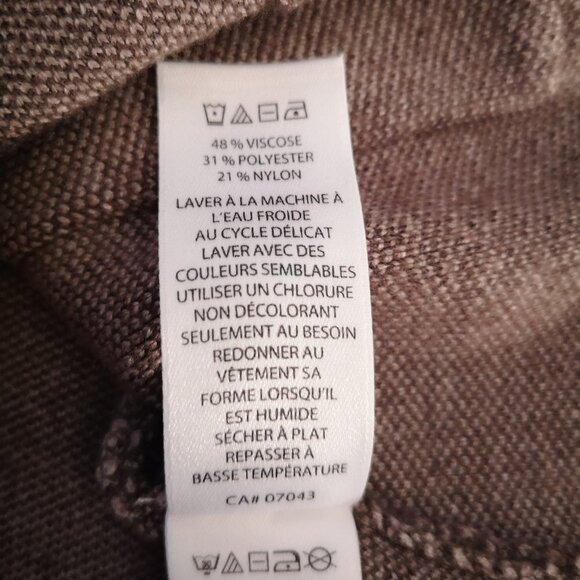 48 % VISCOSE
31 % POLYESTER
21 % NYLON
LAVER À LA MACHINE À
L'EAU FROIDE
AU CYCLE DÉLICAT
LAVER AVEC DES
COULEURS SEMBLABLES
UTILISER UN CHLORURE
NON DÉCOLORANT
SEULEMENT AU BESOIN
REDONNER AU
VÊTEMENT SA
FORME LORSQU'IL
EST HUMIDE
SÉCHER À PLAT
REPASSER À
BASSE TEMPÉRATURE
CA# 07043